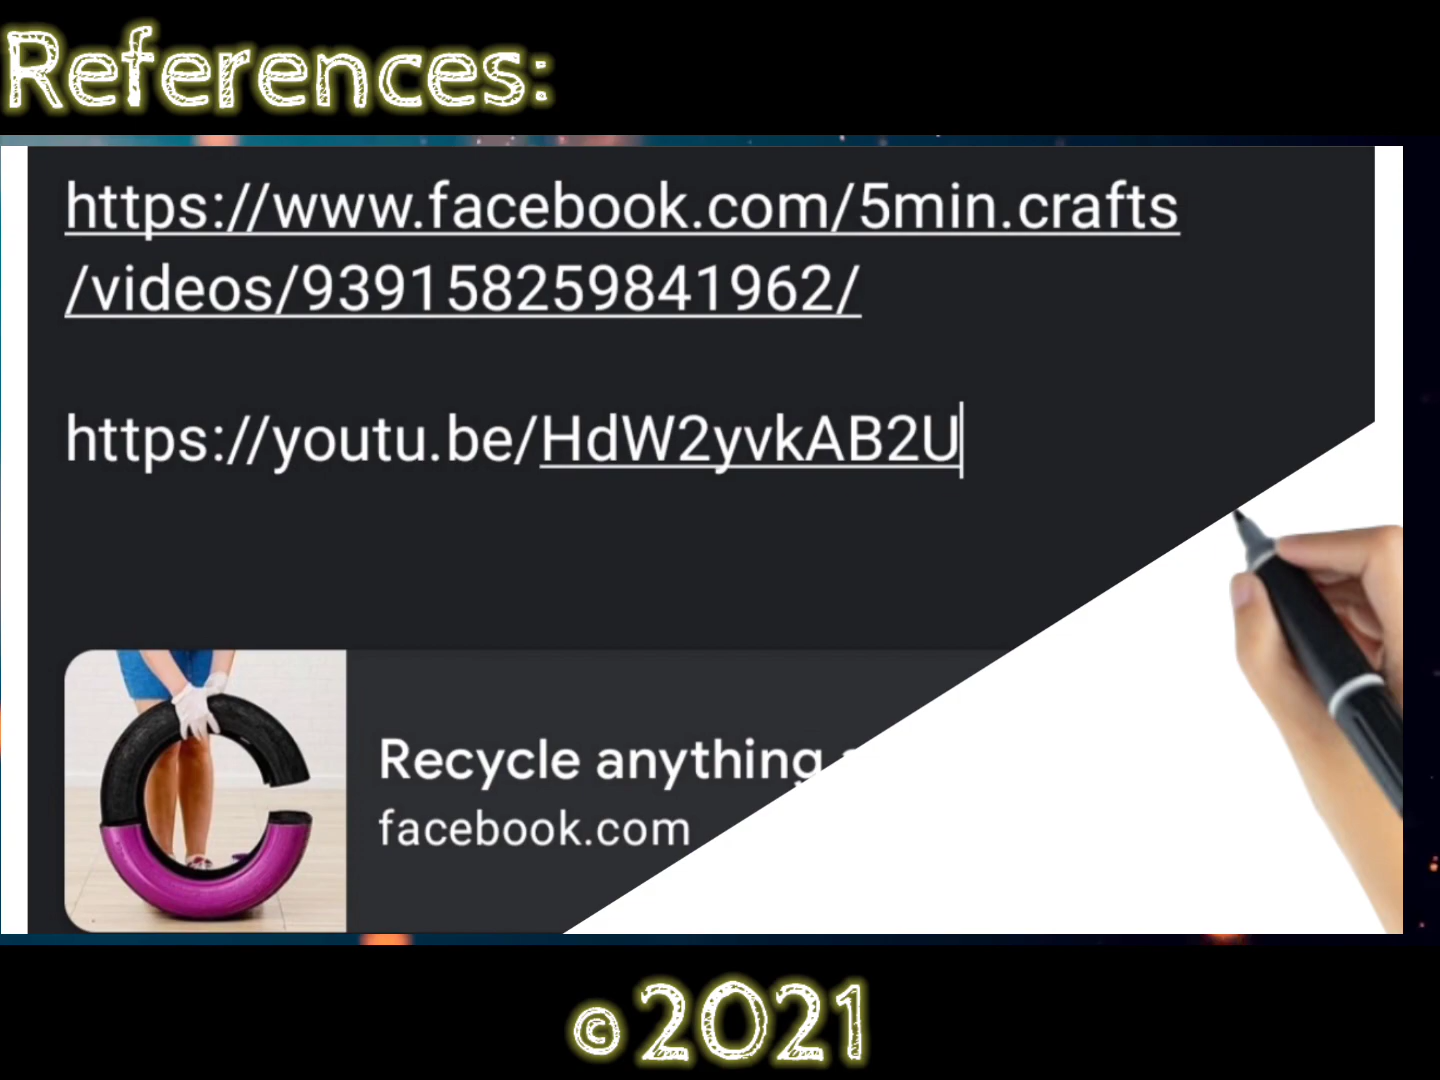 References:
https://www.facebook.com/5min.crafts
/videos/939158259841962/
https://youtu.be/HdW2yvkAB2U
Recycle anything
facebook.com
©2021